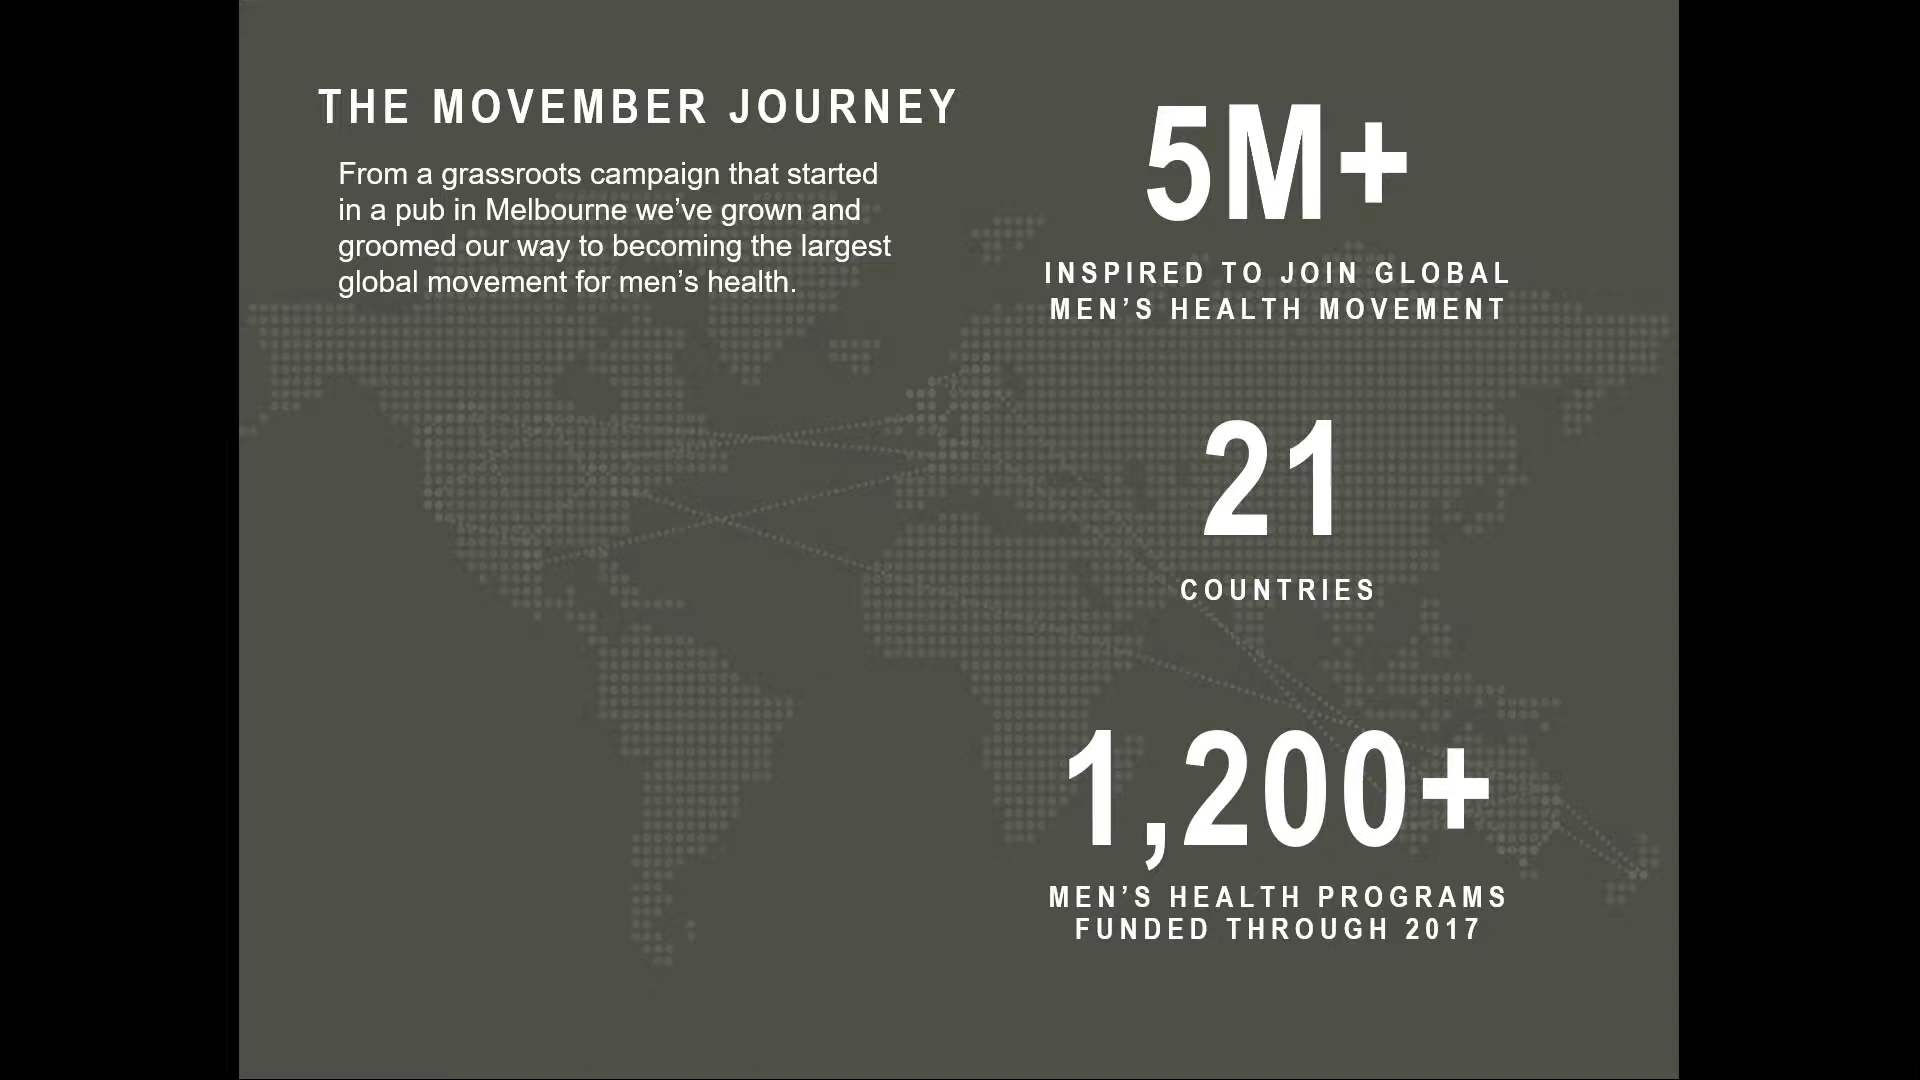 THE MOVEMBER JOURNEY
From a grassroots campaign that started
in a pub in Melbourne we’ve grown and
groomed our way to becoming the largest
global movement for men’s health.
5M+
INSPIRED TO JOIN GLOBAL
MEN’S HEALTH MOVEMENT
21
COUNTRIES
1,200+
MEN’S HEALTH PROGRAMS
FUNDED THROUGH 2017